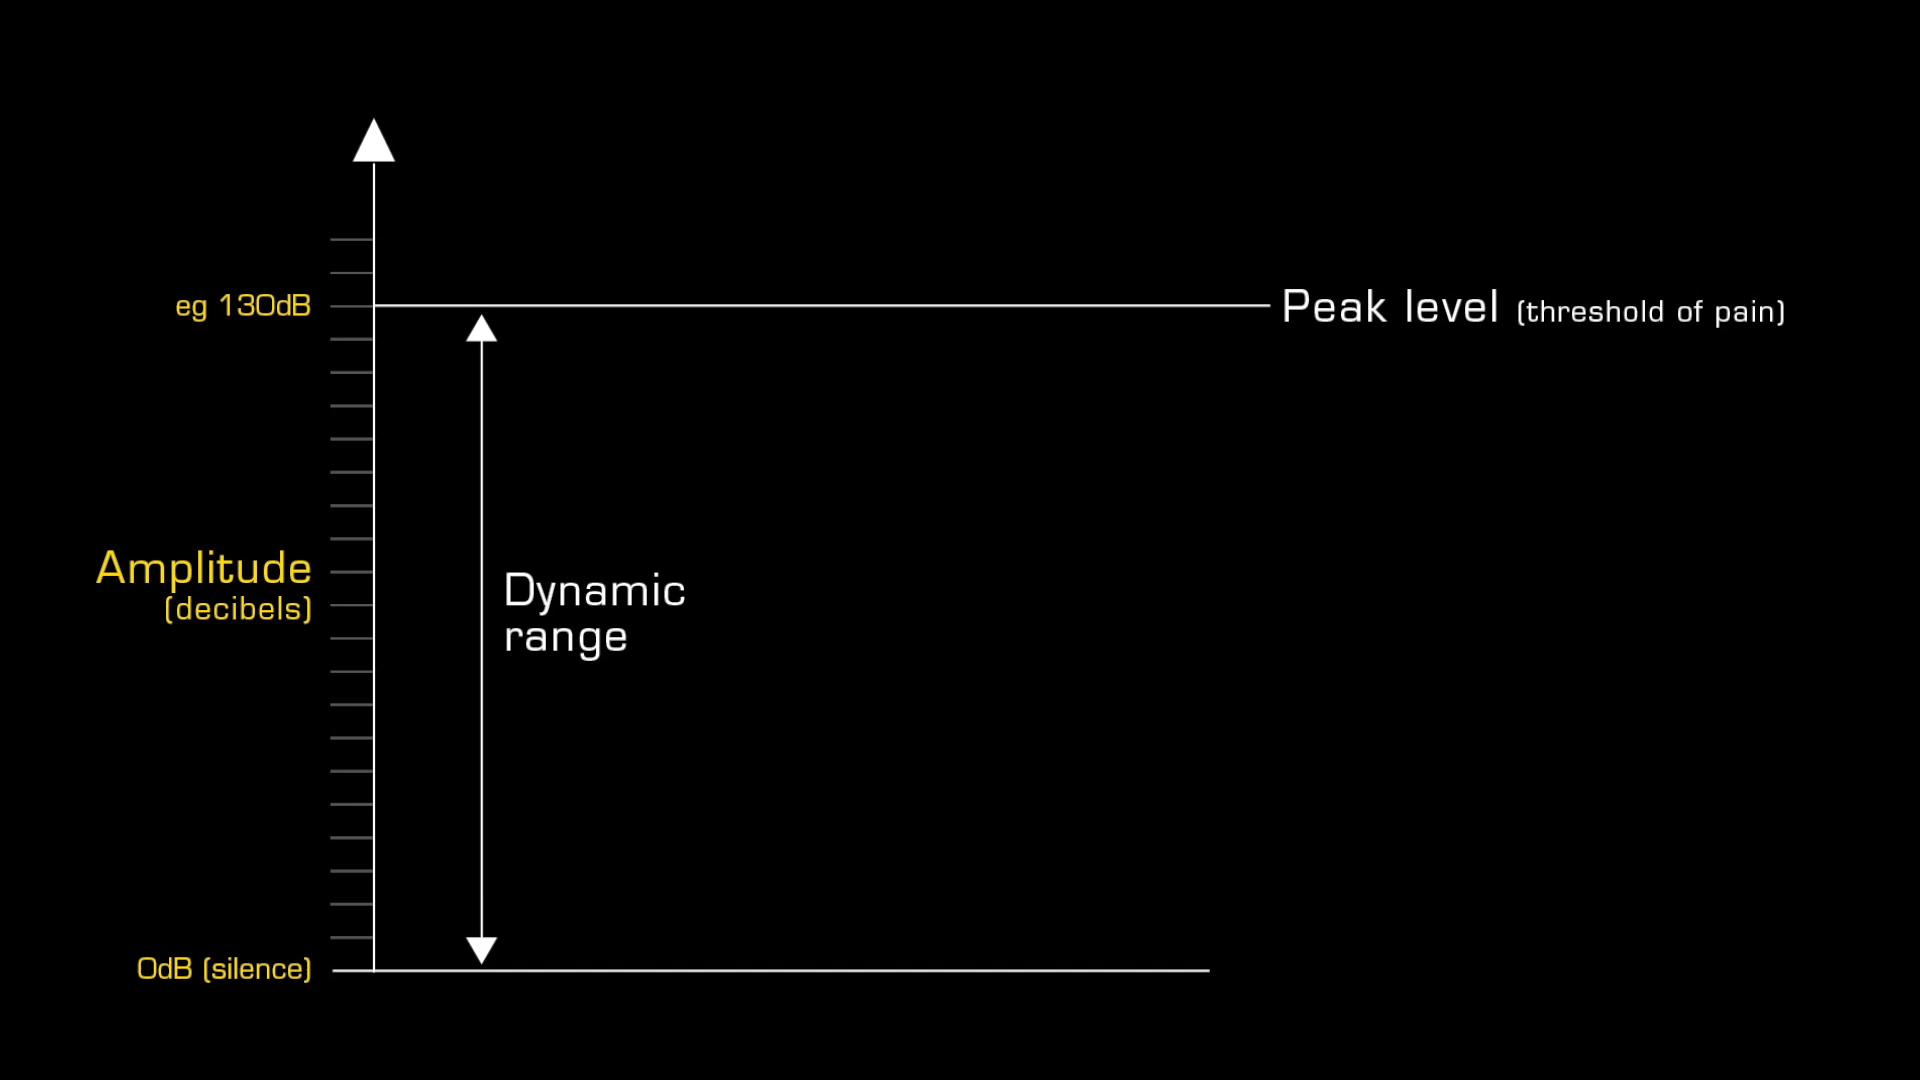 eg 130dB
Peak level (threshold of pain)
Amplitude
(decibels)
Dynamic
range
0dB (silence)